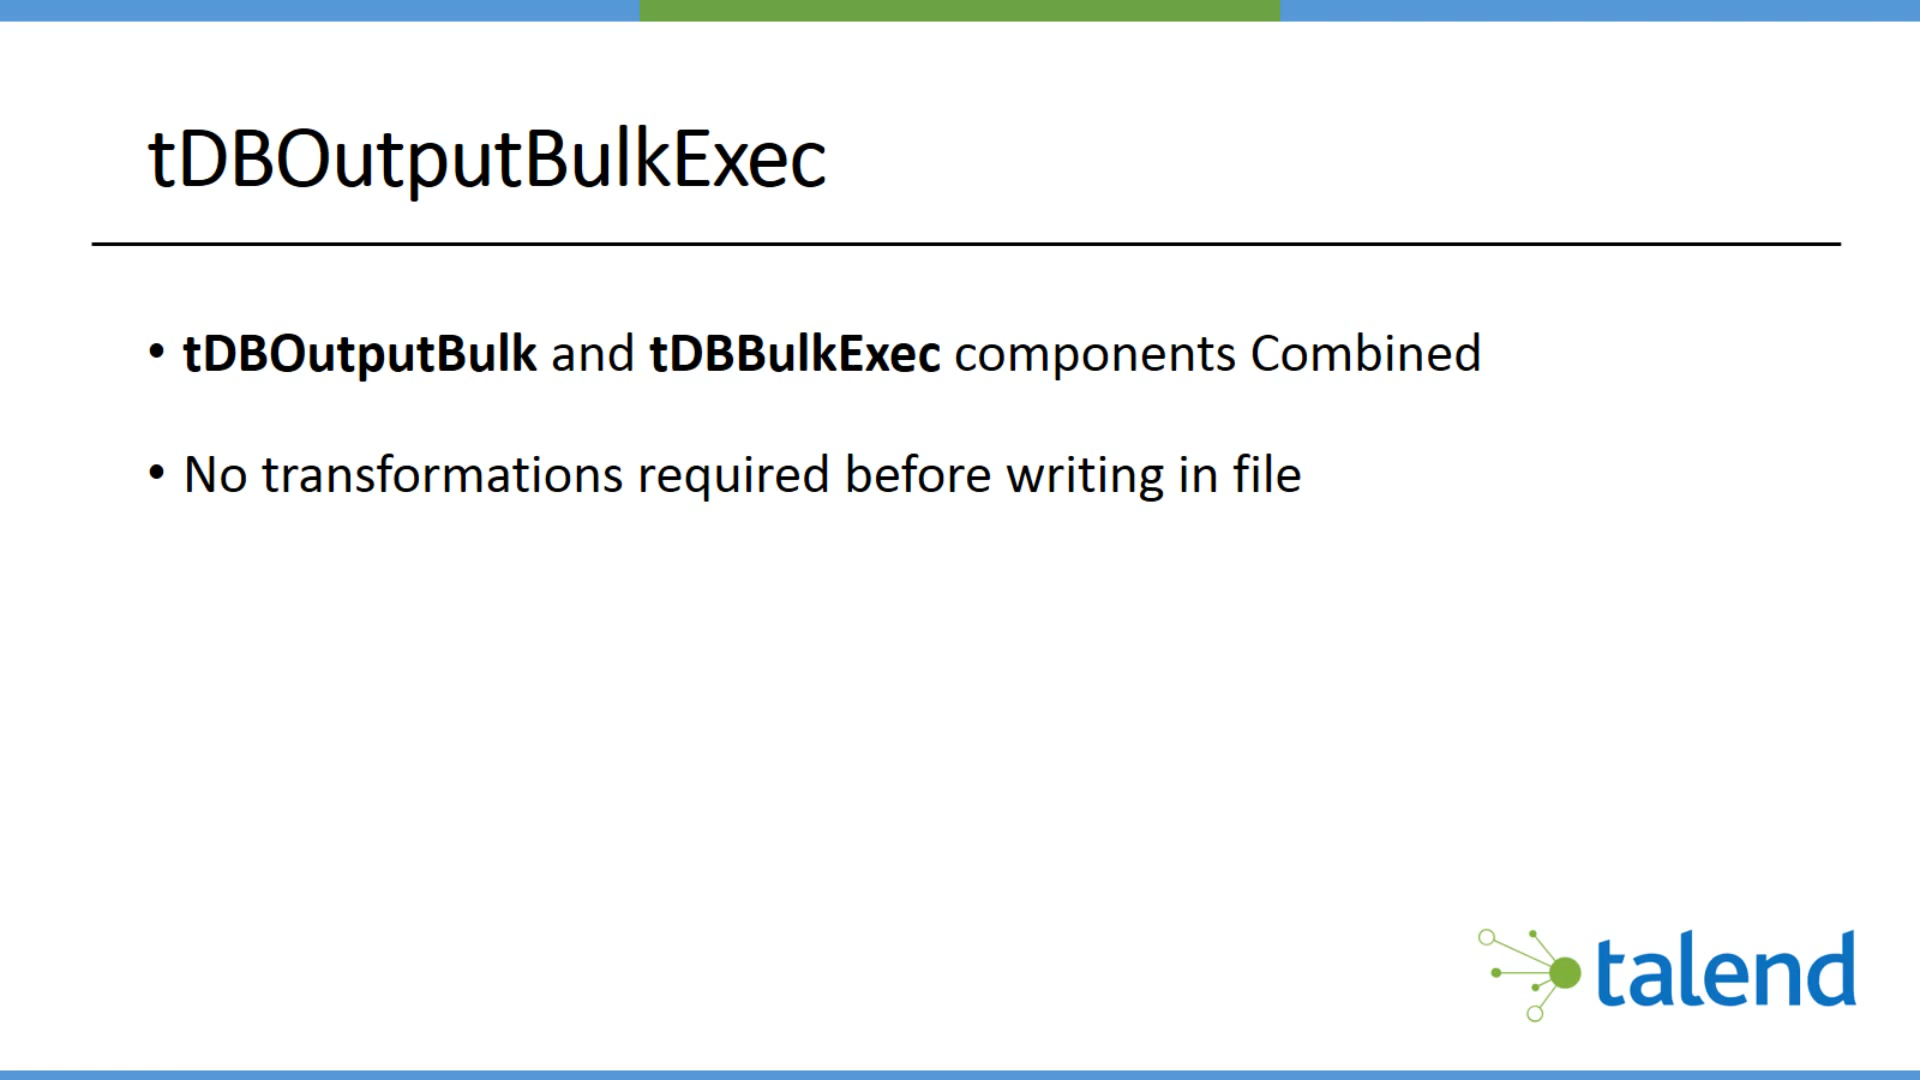 tDBOutputBulkExec
• tDBOutputBulk and tDBBulkExec components Combined
• No transformations required before writing in file
talend